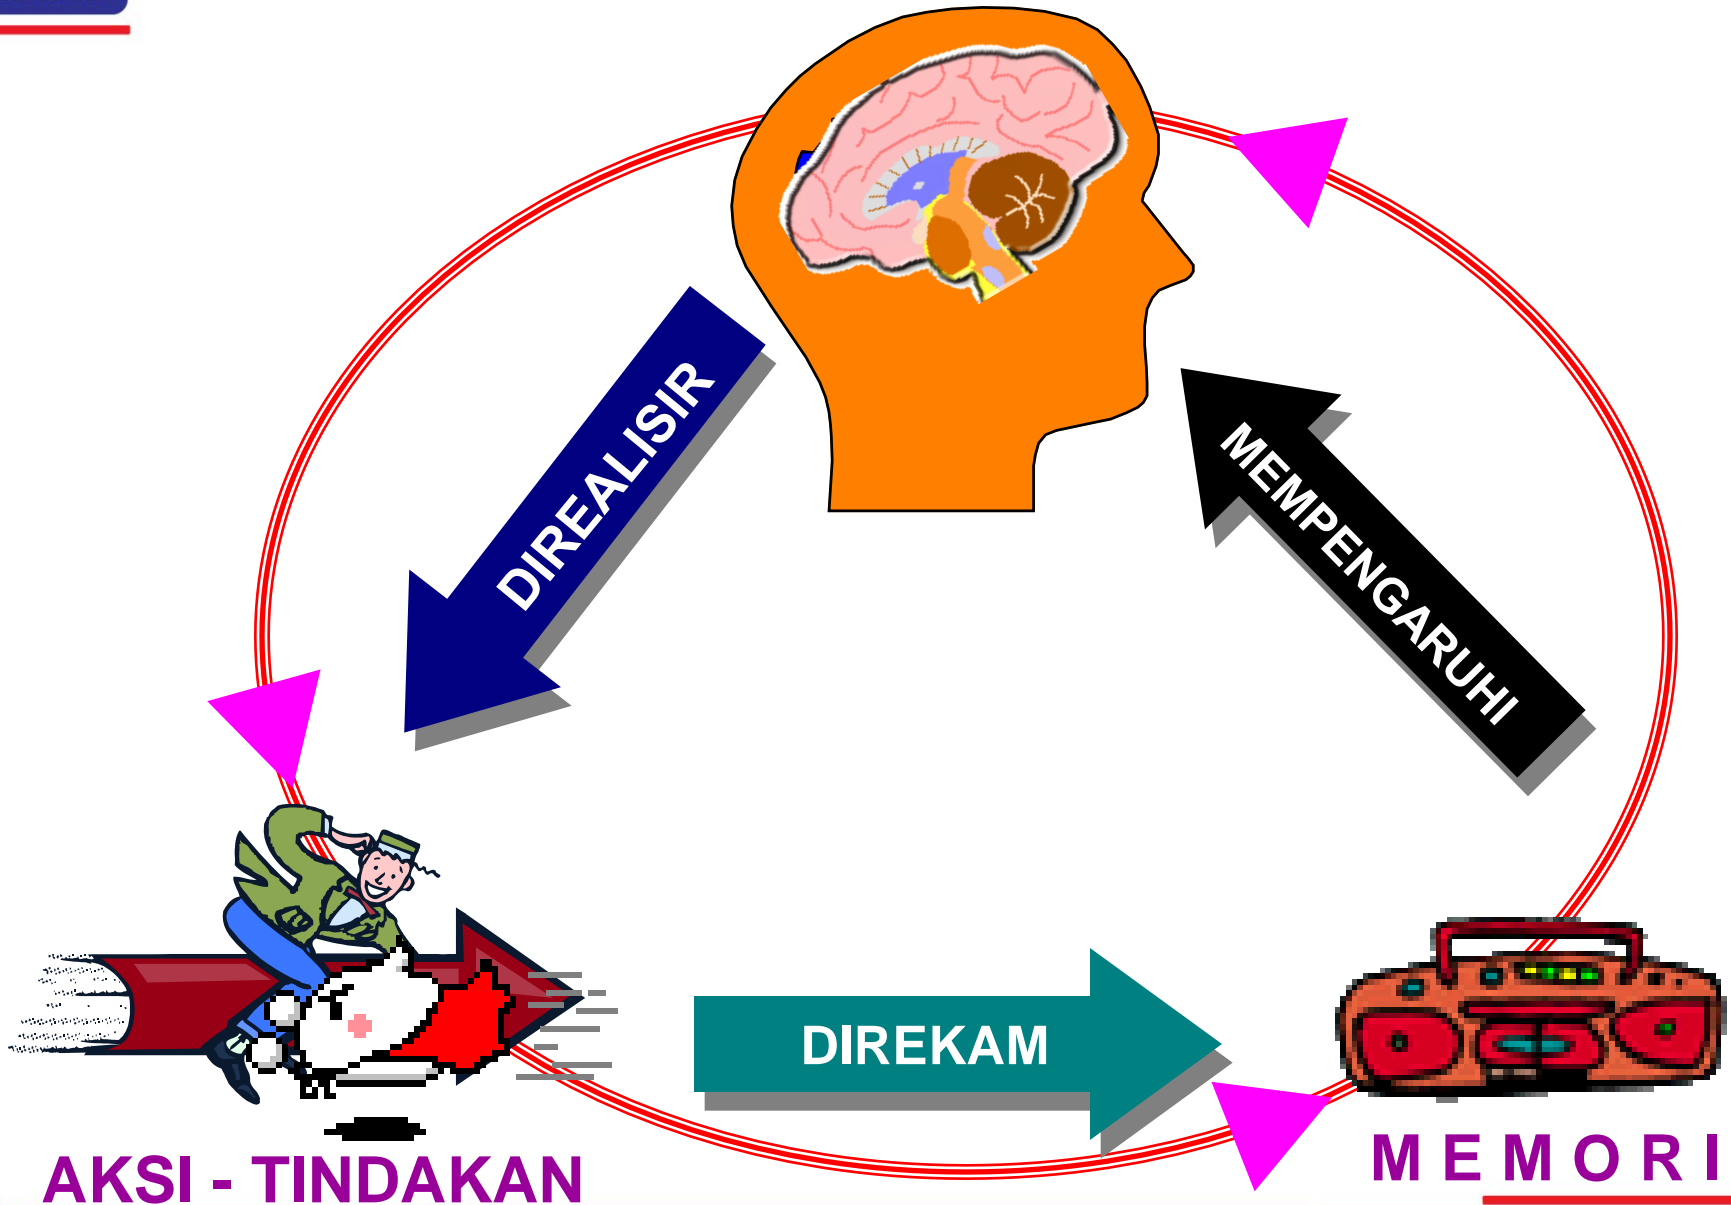 DIREALISIR
MEMPENGARUHI
DIREKAM
AKSI - TINDAKAN
M E M O R I